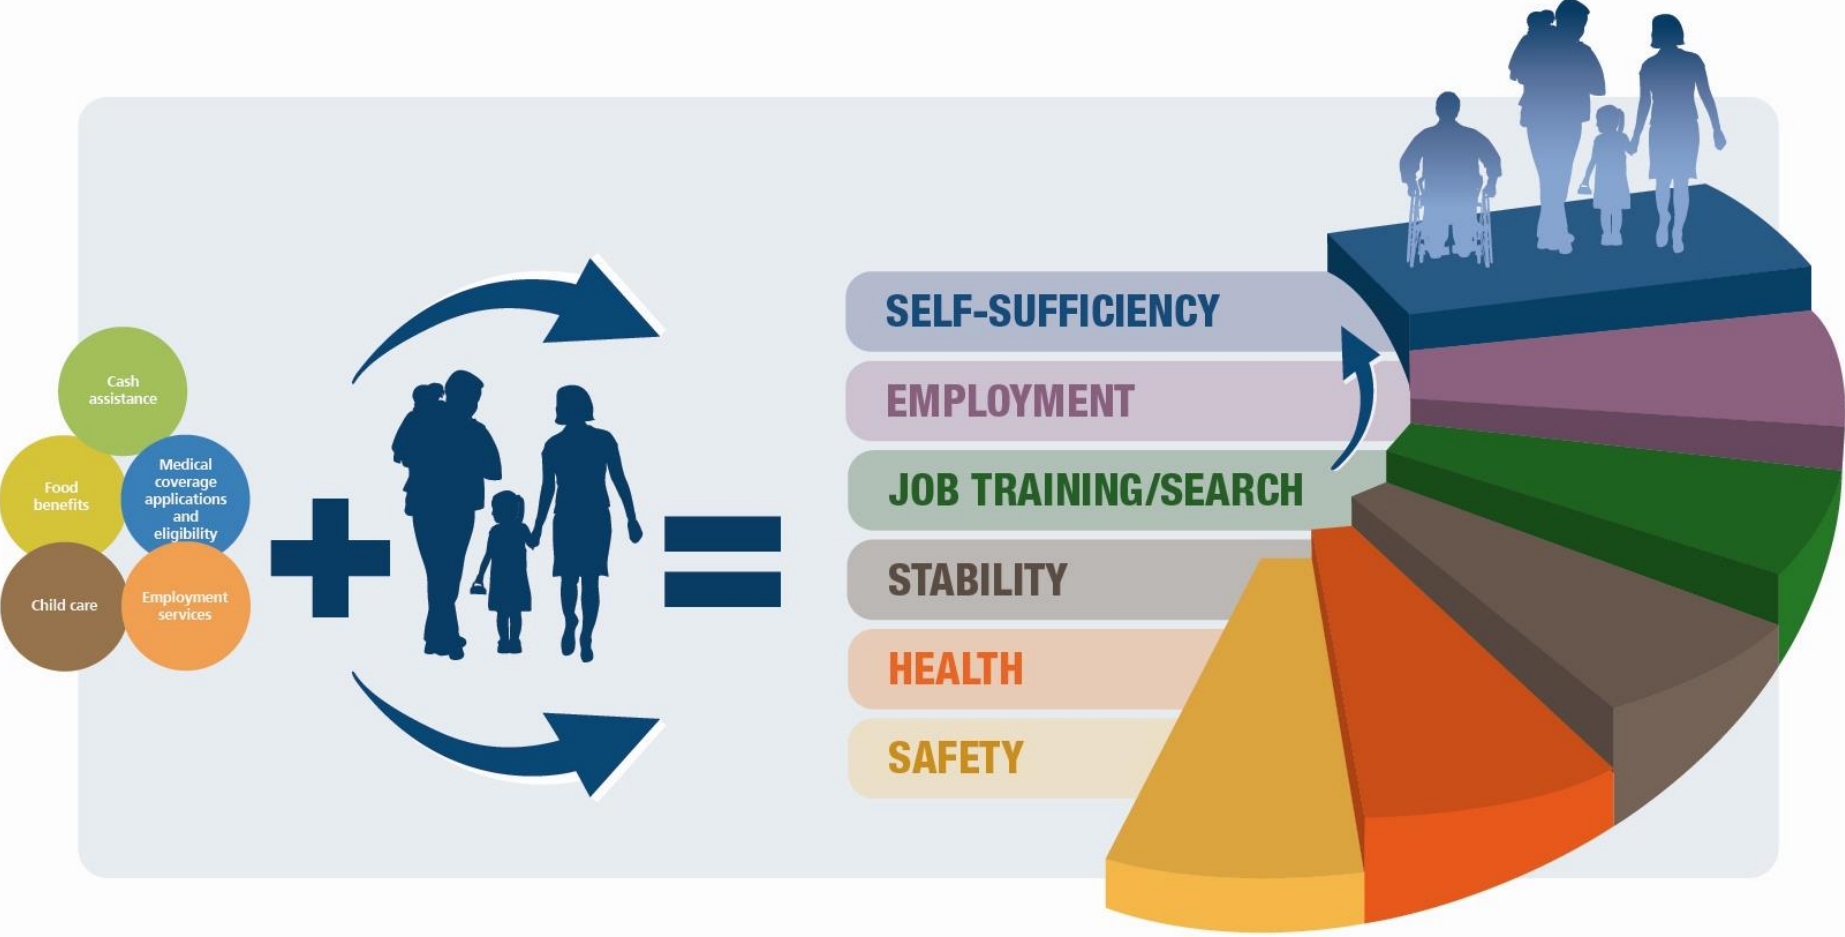 Cash
assistance
Food
benefits
Medical
coverage
applications
and
eligibility
Child care
Employment
services
SELF-SUFFICIENCY
EMPLOYMENT
JOB TRAINING/SEARCH
STABILITY
HEALTH
SAFETY